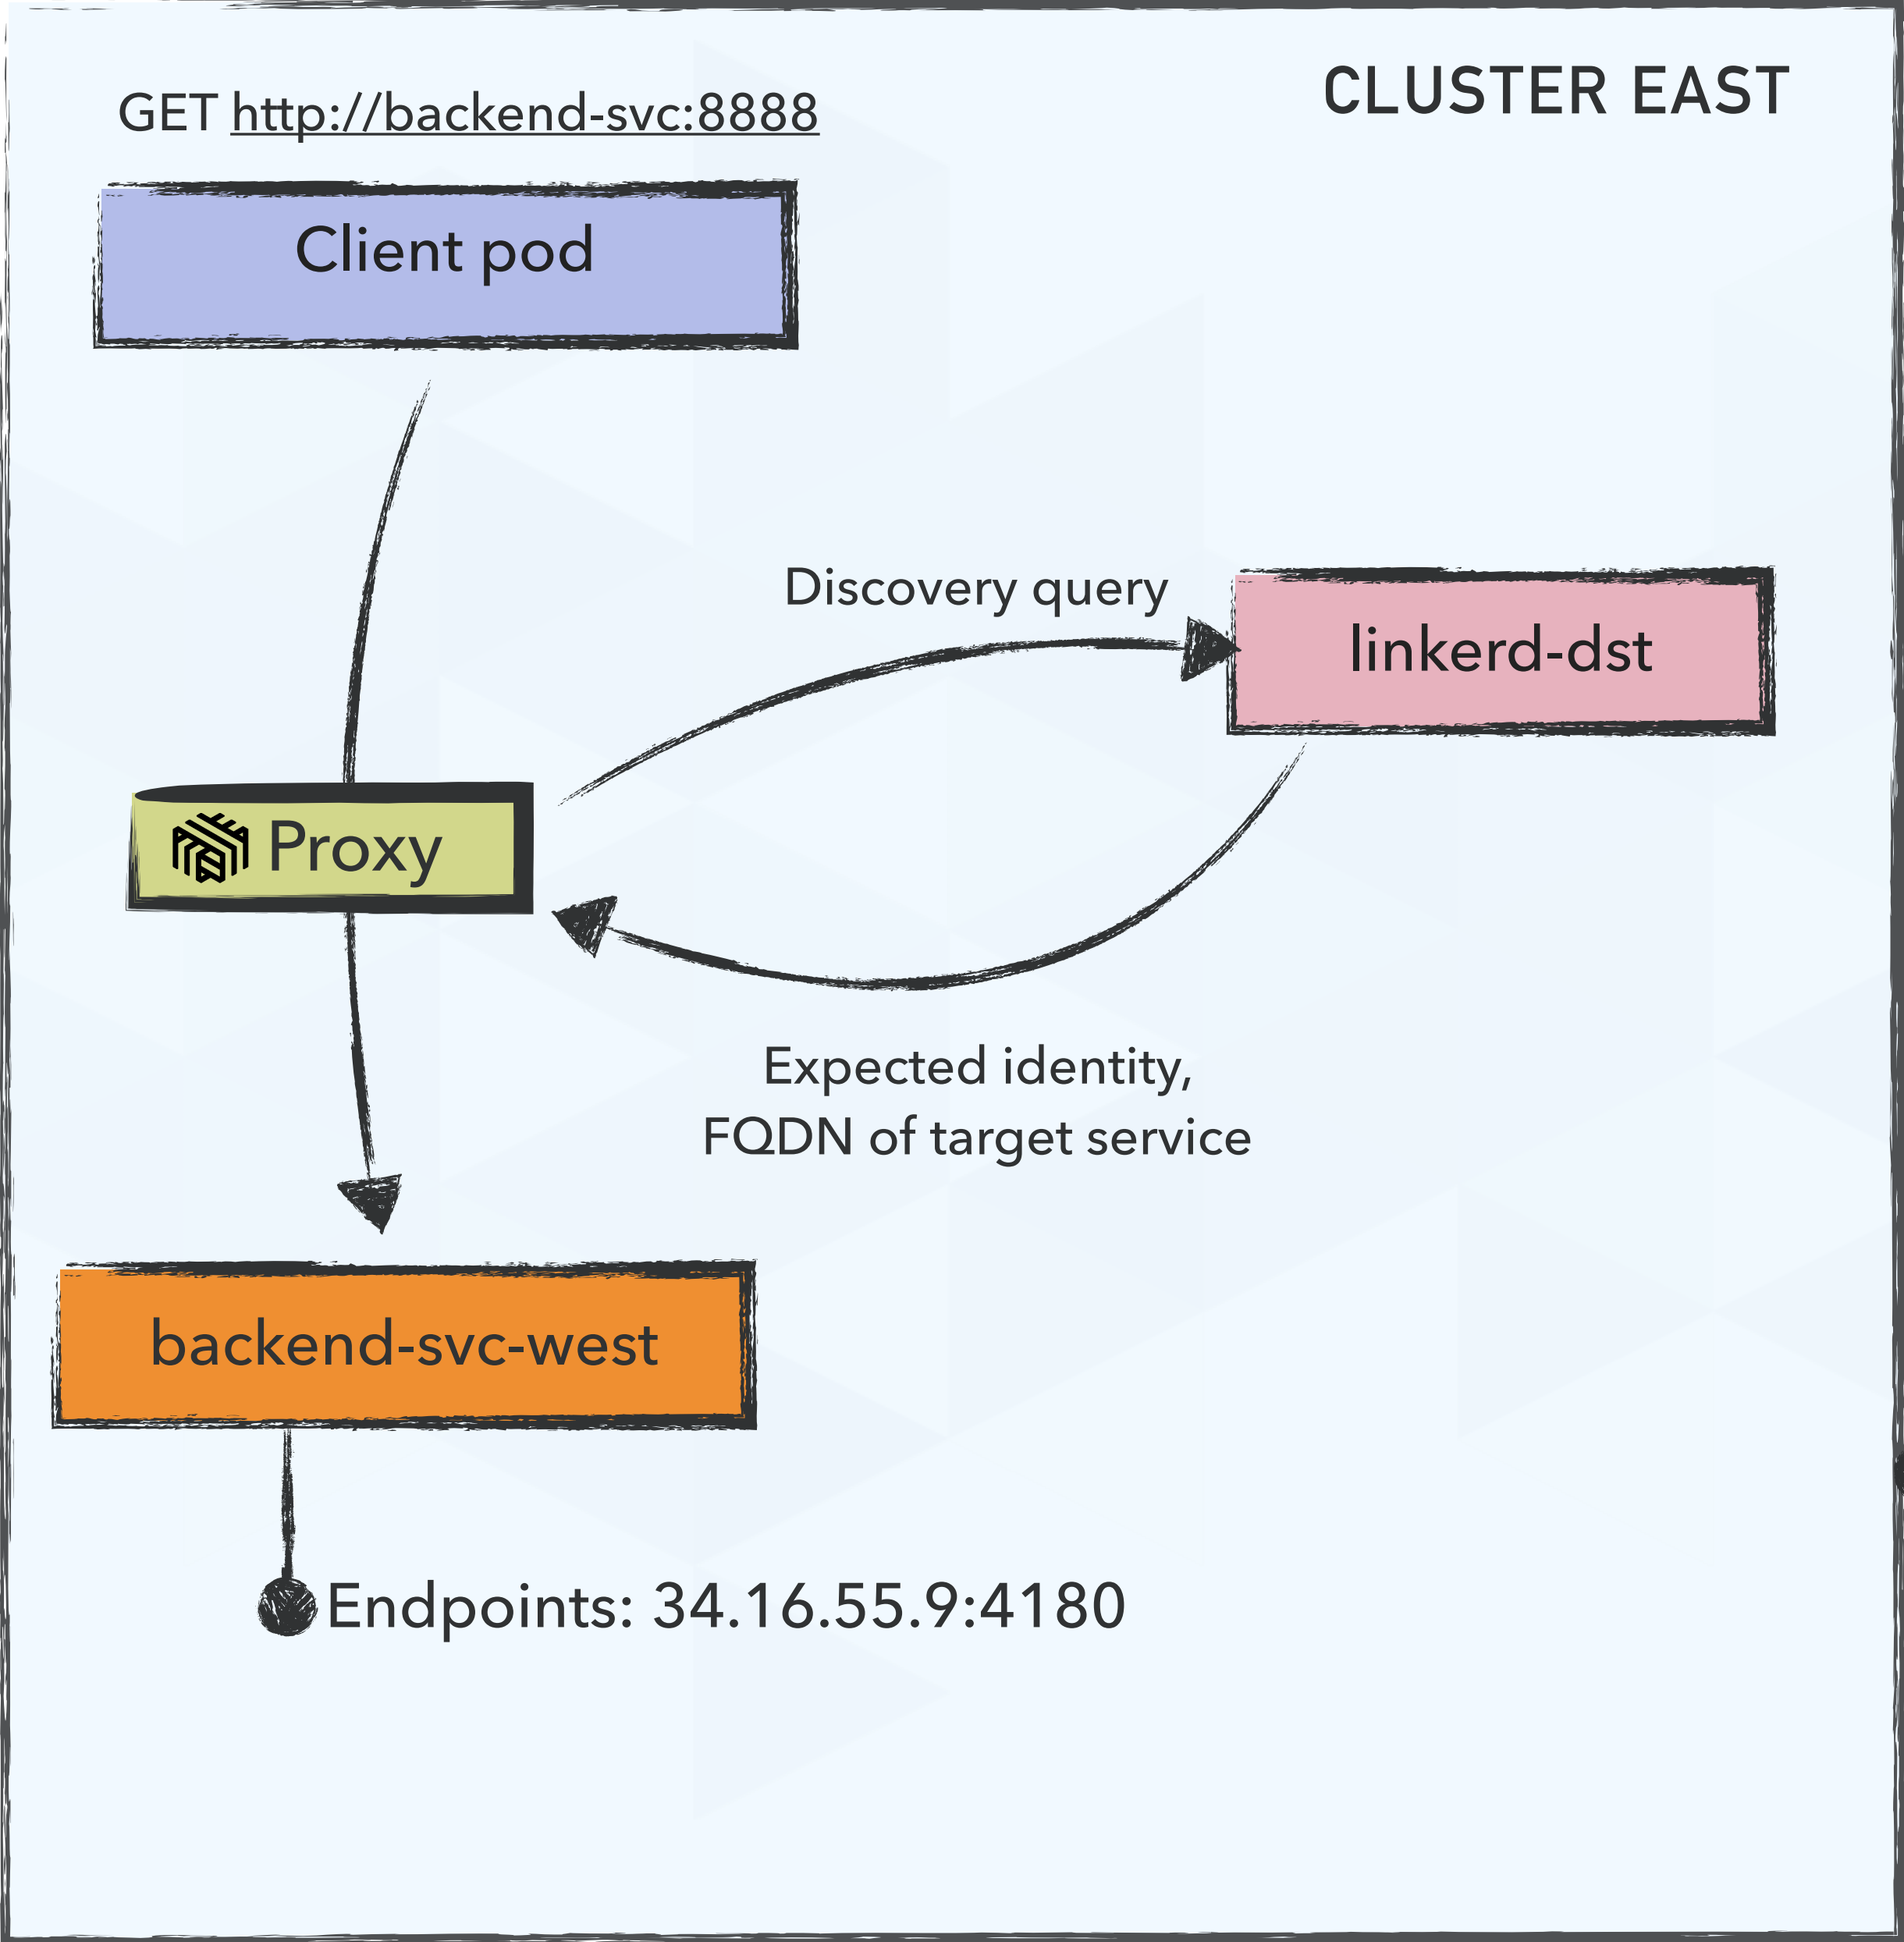 CLUSTER EAST
GET http://backend-svc:8888
Client pod
Discovery query
linkerd-dst
Proxy
Expected identity,
FQDN of target service
backend-svc-west
Endpoints: 34.16.55.9:4180